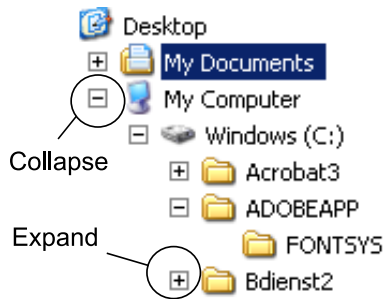 Desktop
My Documents
My Computer
Windows (C:)
Collapse
Acrobat3
ADOBEAPP
Expand
FONTSYS
Bdienst2